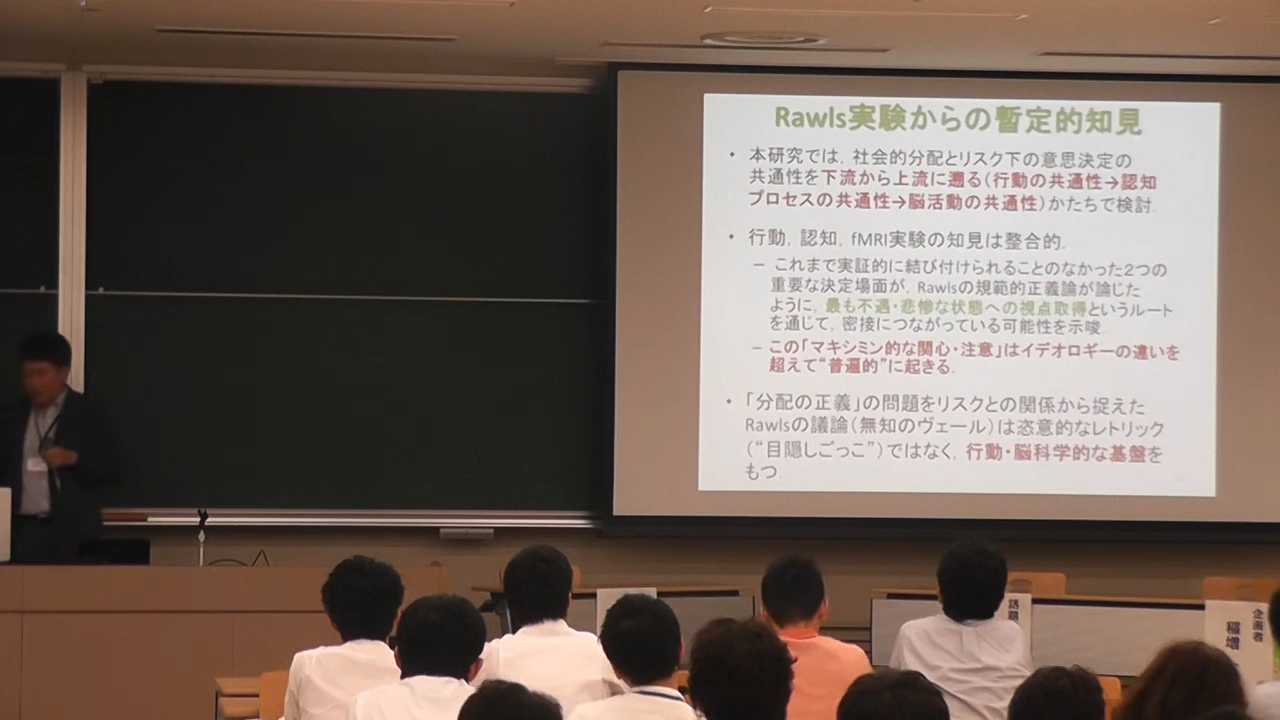 Rawls実験からの暫定的知見
• 本研究では，社会的分配とリスク下の意思決定の
共通性を下流から上流に遡る（行動の共通性→認知
プロセスの共通性→脳活動の共通性）かたちで検討．
• 行動，認知，fMRI実験の知見は整合的．
– これまで実証的に結び付けられることのなかった2つの
重要な決定場面が，Rawlsの規範的正義論が論じた
ように，最も不遇・悲惨な状態への視点取得というルート
を通じて，密接につながっている可能性を示唆．
– この「マキシミン的な関心・注意」はイデオロギーの違いを
超えて“普遍的”に起きる．
• 「分配の正義」の問題をリスクとの関係から捉えた
Rawlsの議論（無知のヴェール）は恣意的なレトリック
（“目隠しごっこ”）ではなく，行動・脳科学的な基盤を
もつ．
話題
企画者
稲増